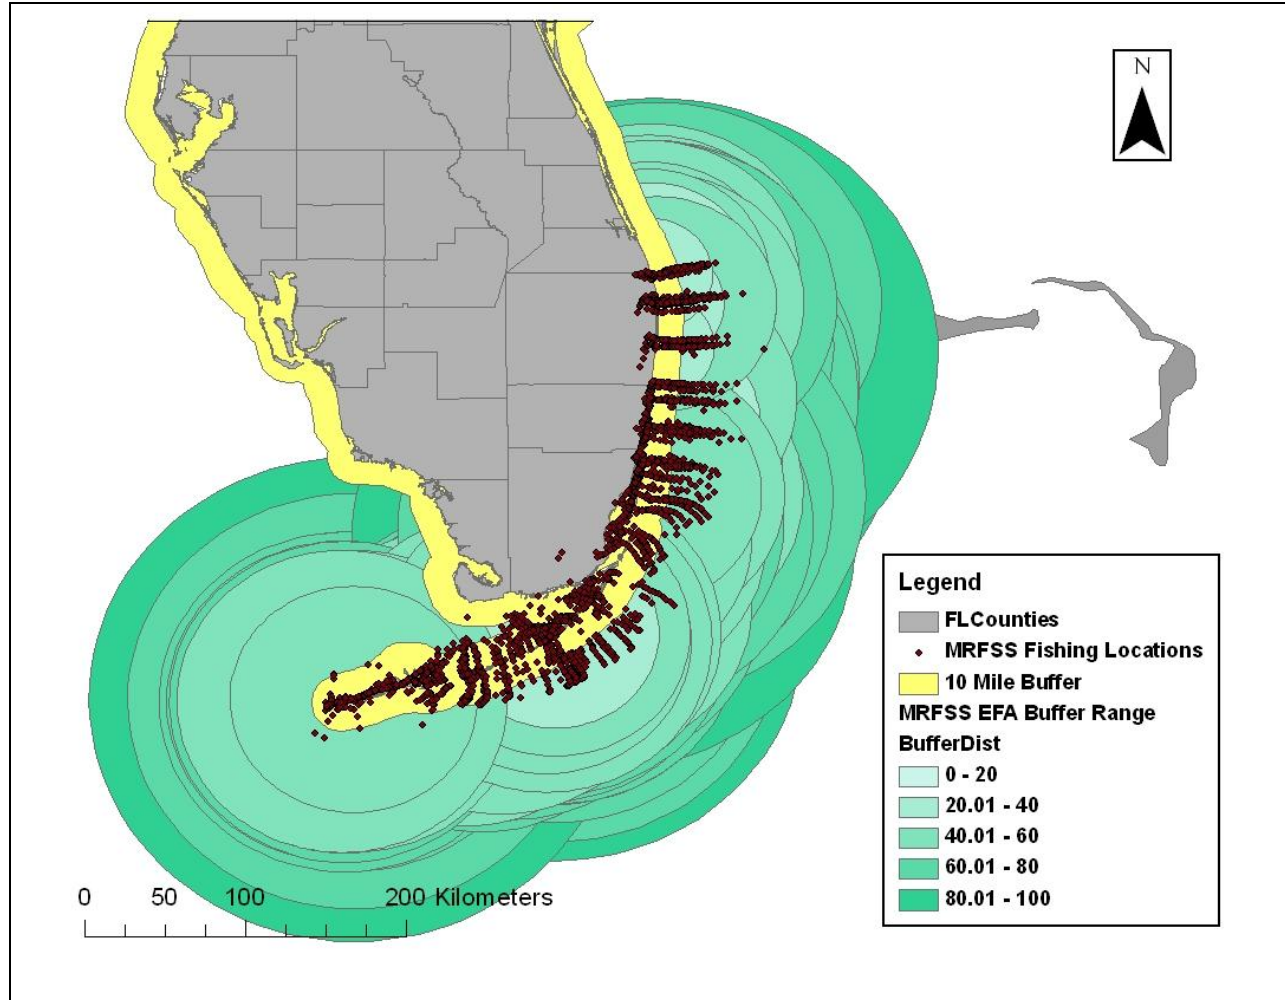 N
Legend
FLCounties
MRFSS Fishing Locations
10 Mile Buffer
MRFSS EFA Buffer Range
BufferDist
0 - 20
20.01 - 40
40.01 - 60
60.01 - 80
80.01 - 100
0 50 100 200 Kilometers